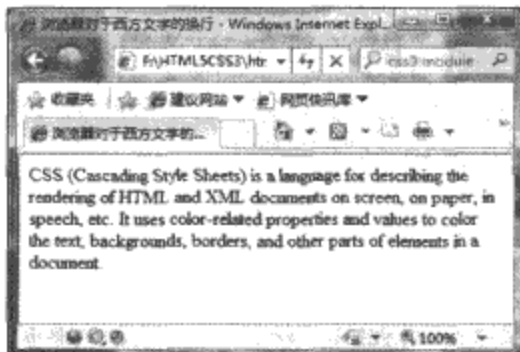 浏览器对于西方文字的换行 - Windows Internet Expl...
F:\HTML5CSS3\htr
css3 module
收藏夹 建议网站 网页快讯库
浏览器对于西方文字的...
CSS (Cascading Style Sheets) is a language for describing the
rendering of HTML and XML documents on screen, on paper, in
speech, etc. It uses color-related properties and values to color
the text, backgrounds, borders, and other parts of elements in a
document.
100%